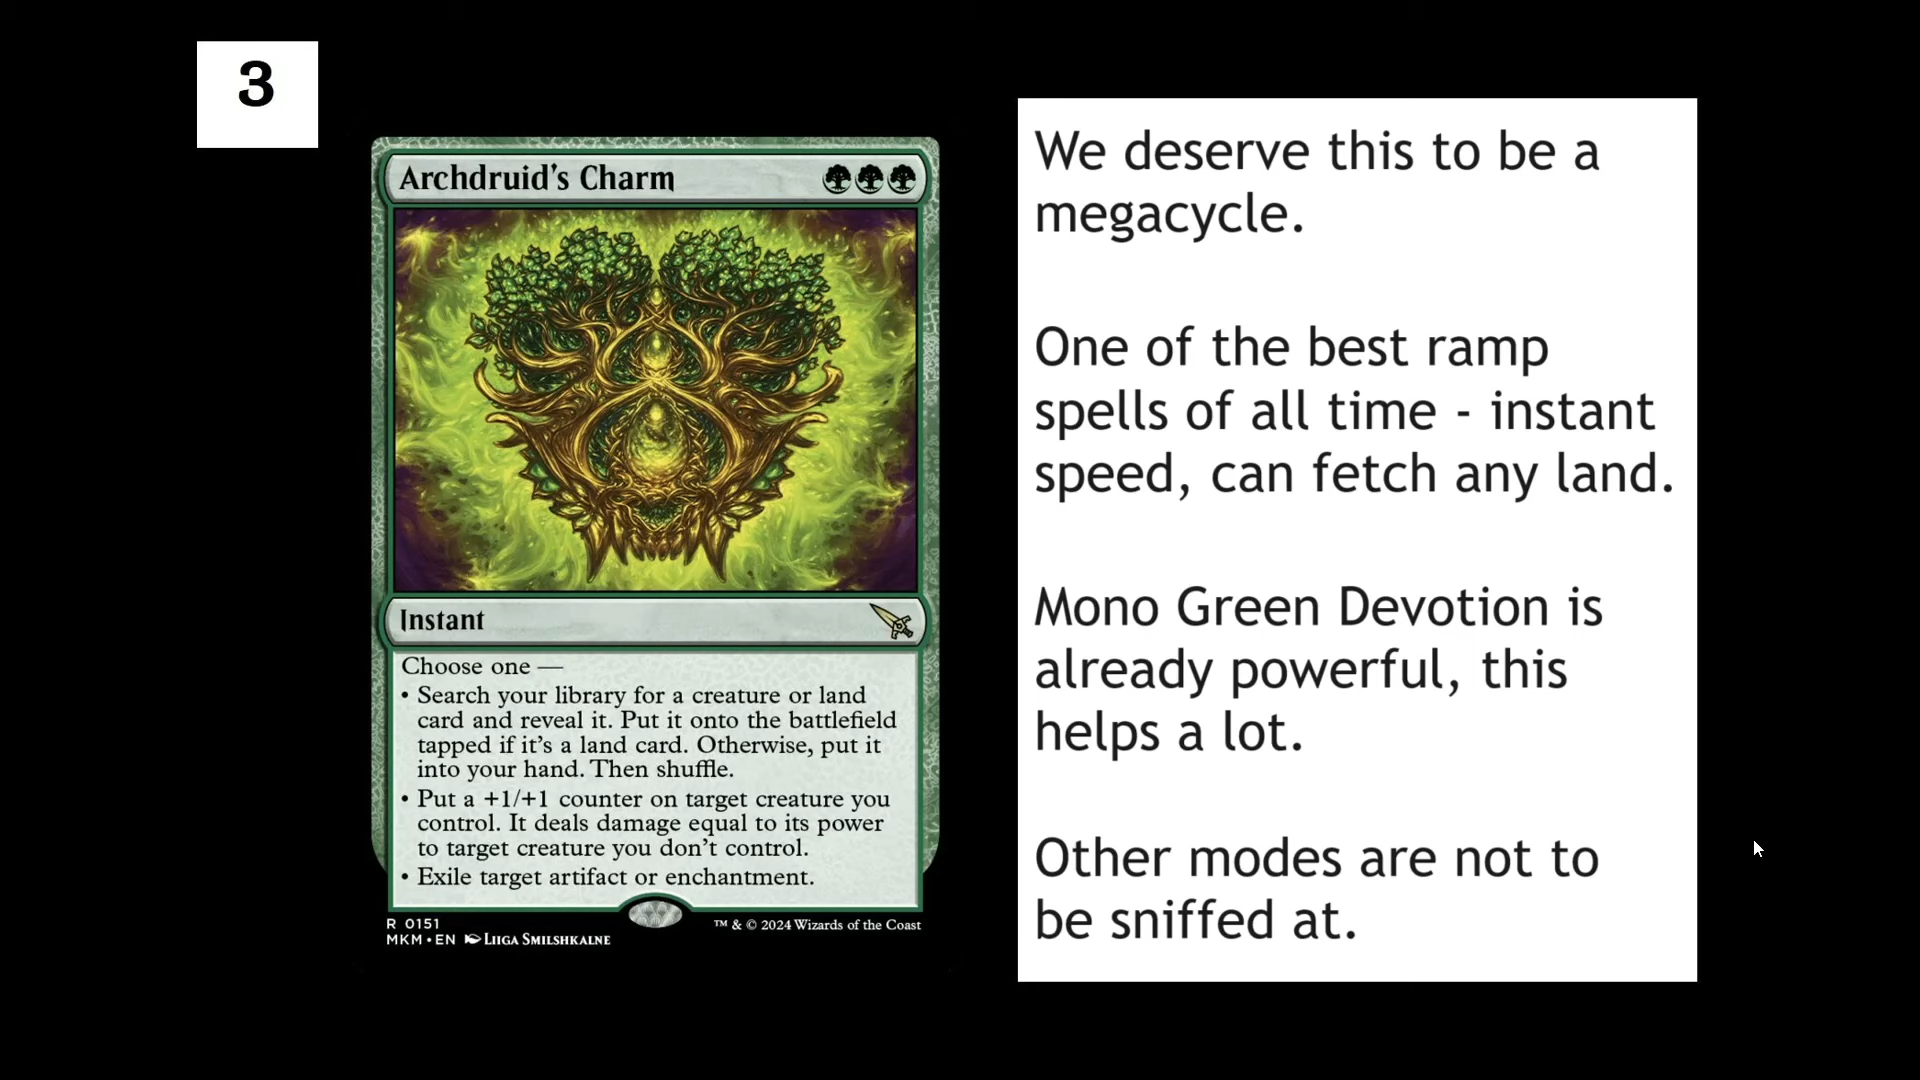 3
Archdruid's Charm
Instant
Choose one —
• Search your library for a creature or land
card and reveal it. Put it onto the battlefield
tapped if it's a land card. Otherwise, put it
into your hand. Then shuffle.
• Put a +1/+1 counter on target creature you
control. It deals damage equal to its power
to target creature you don't control.
• Exile target artifact or enchantment.
R 0151
MKM • EN LIIGA SMILSHKALNE
™ & © 2024 Wizards of the Coast
We deserve this to be a
megacycle.
One of the best ramp
spells of all time - instant
speed, can fetch any land.
Mono Green Devotion is
already powerful, this
helps a lot.
Other modes are not to
be sniffed at.